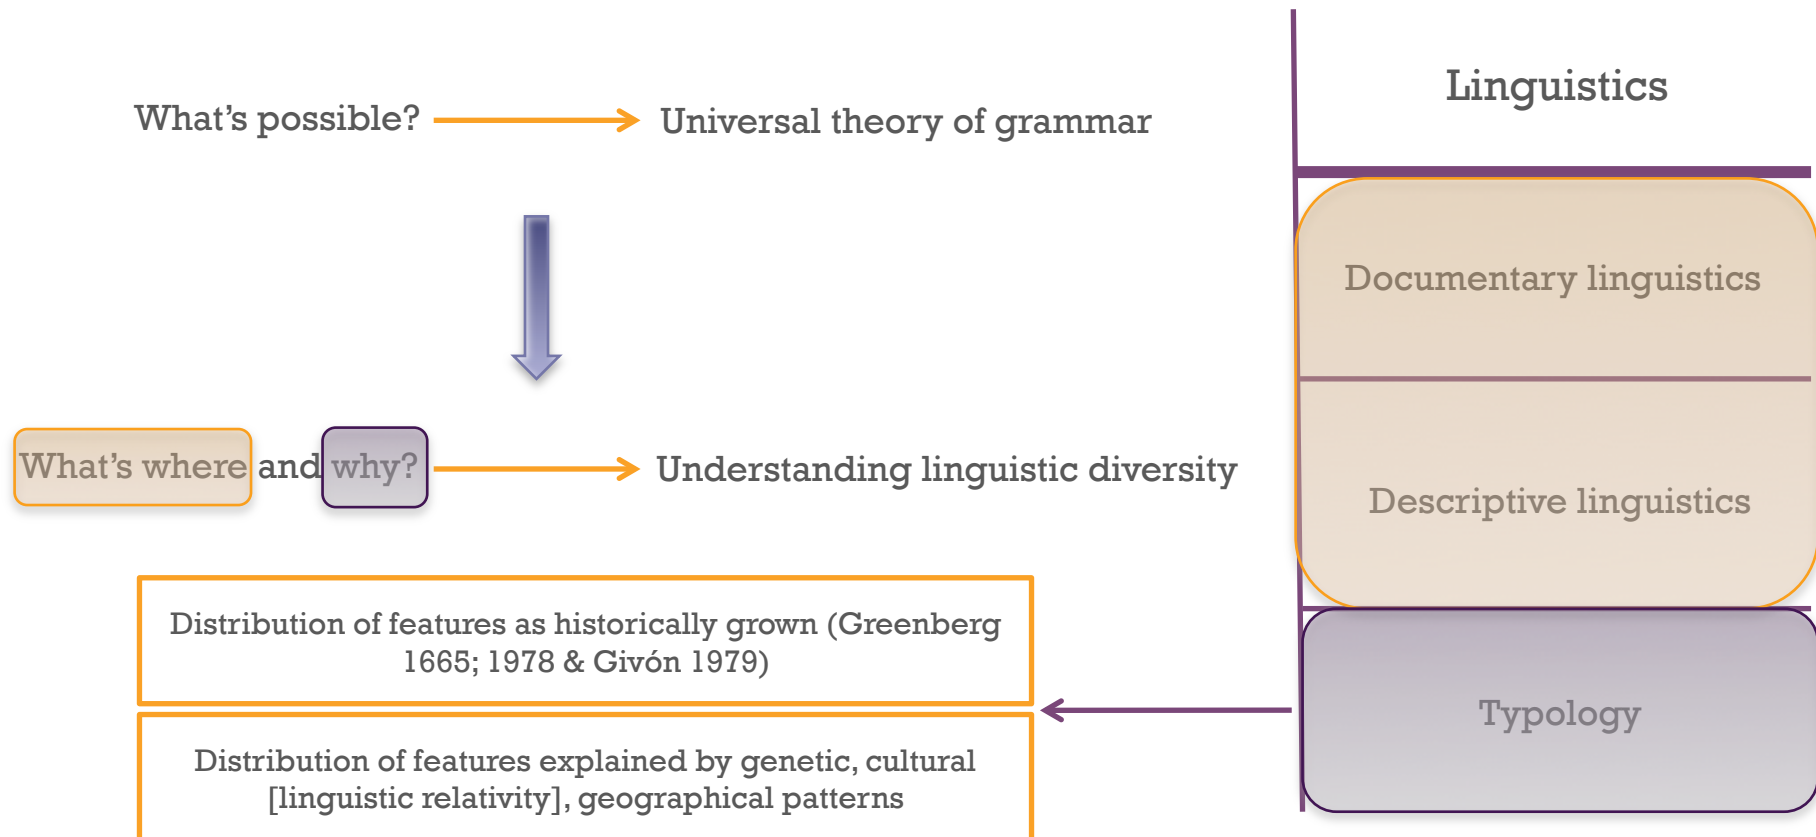 What's possible?
Universal theory of grammar
What's where and why?
Understanding linguistic diversity
Distribution of features as historically grown (Greenberg
1665; 1978 & Givón 1979)
Distribution of features explained by genetic, cultural
[linguistic relativity], geographical patterns
Linguistics
Documentary linguistics
Descriptive linguistics
Typology